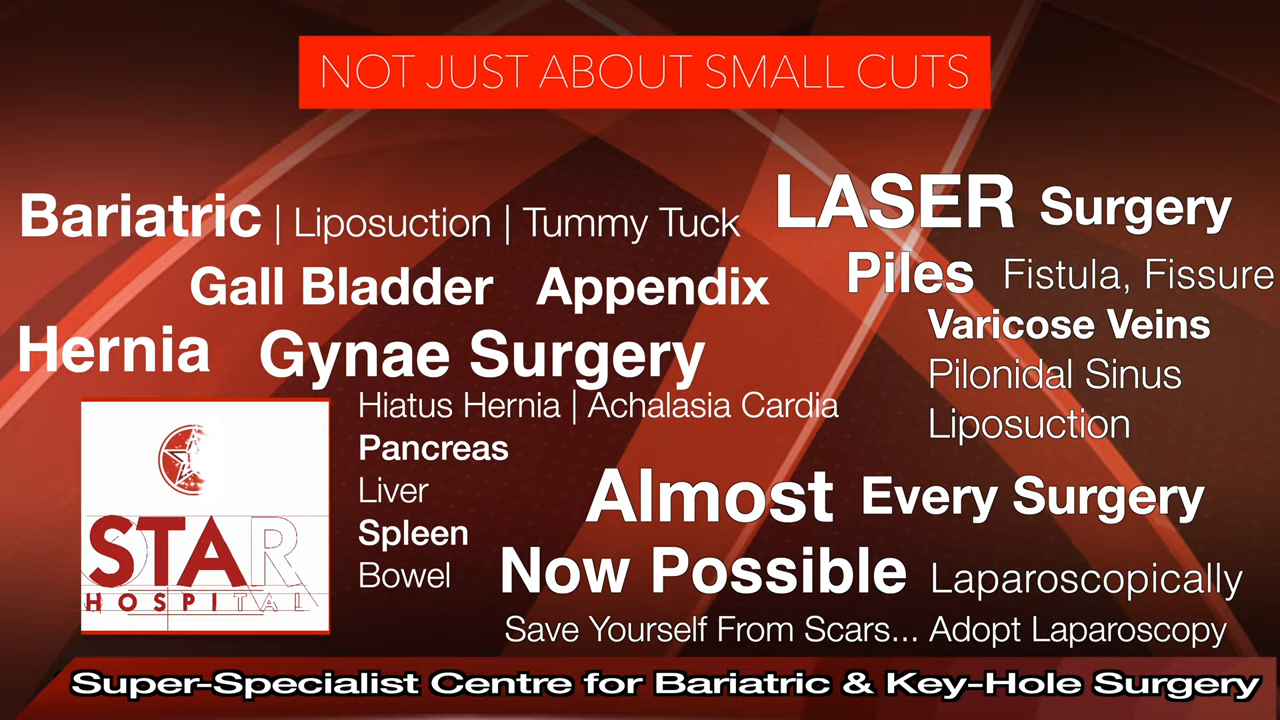 NOT JUST ABOUT SMALL CUTS
Bariatric | Liposuction | Tummy Tuck
Gall Bladder Appendix
Hernia Gynae Surgery
Hiatus Hernia | Achalasia Cardia
Pancreas
Liver
Spleen
Bowel
LASER Surgery
Piles Fistula, Fissure
Varicose Veins
Pilonidal Sinus
Liposuction
Almost Every Surgery
Now Possible Laparoscopically
Save Yourself From Scars... Adopt Laparoscopy
STAR
HOSPITAL
Super-Specialist Centre for Bariatric & Key-Hole Surgery